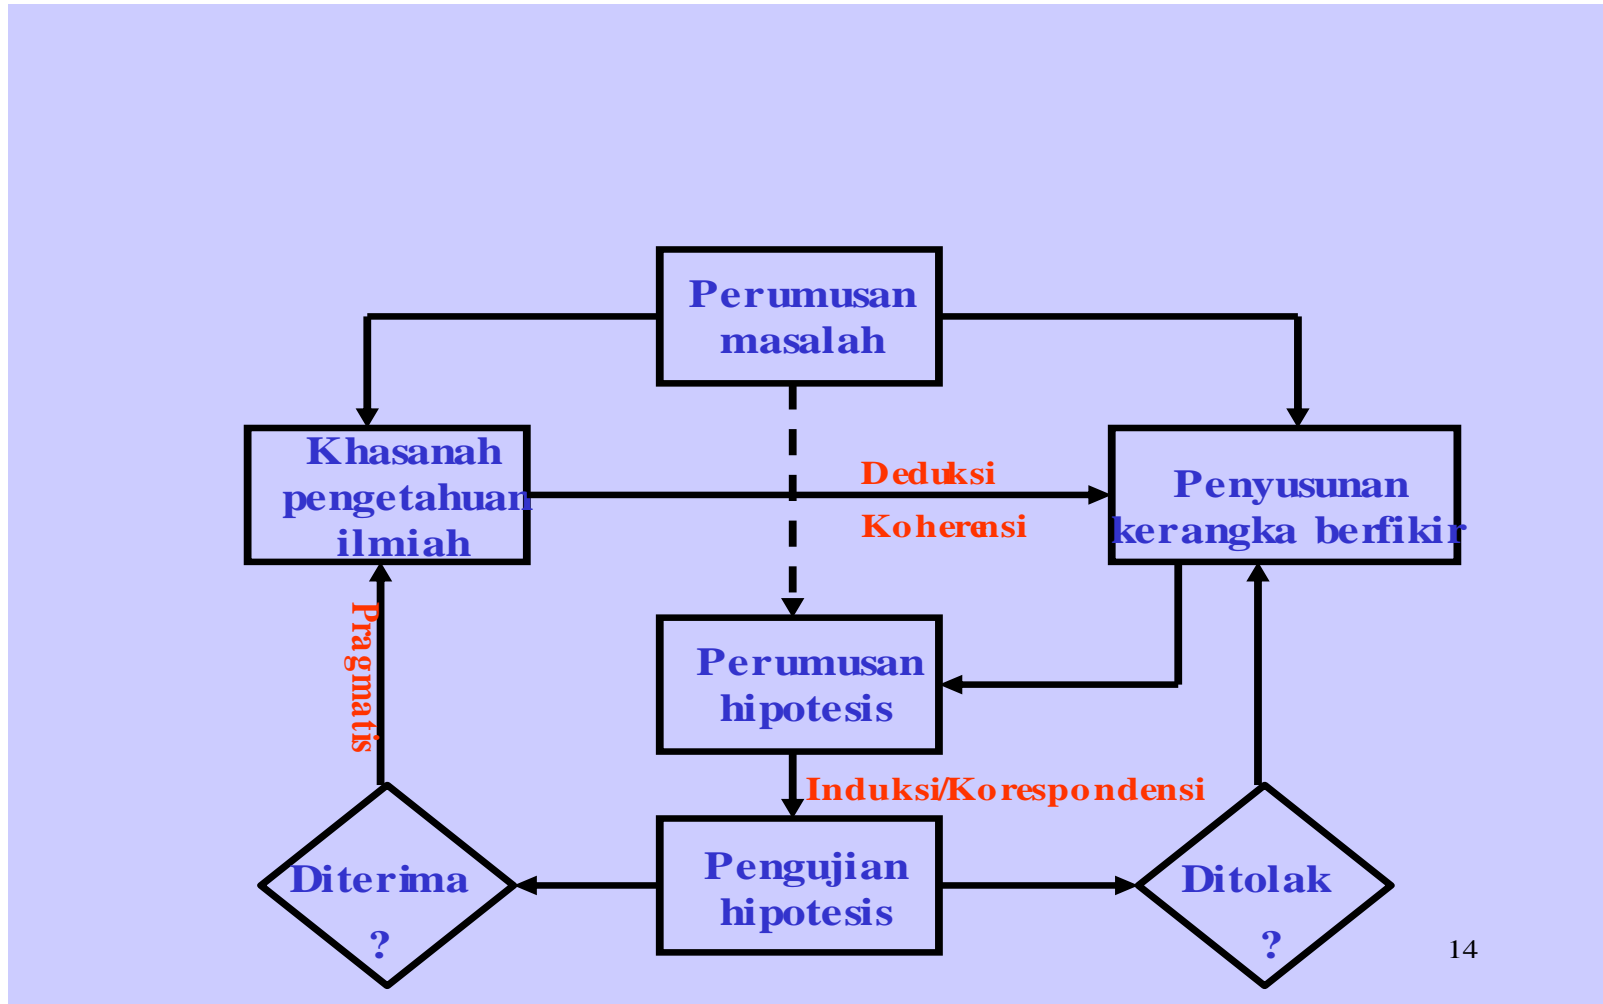 Perumusan
masalah
Khasanah
pengetahuan
ilmiah
Deduksi
Koherensi
Penyusunan
kerangka berfikir
Pragmatis
Perumusan
hipotesis
Induksi/Korespondensi
Diterima
?
Pengujian
hipotesis
Ditolak
?
14